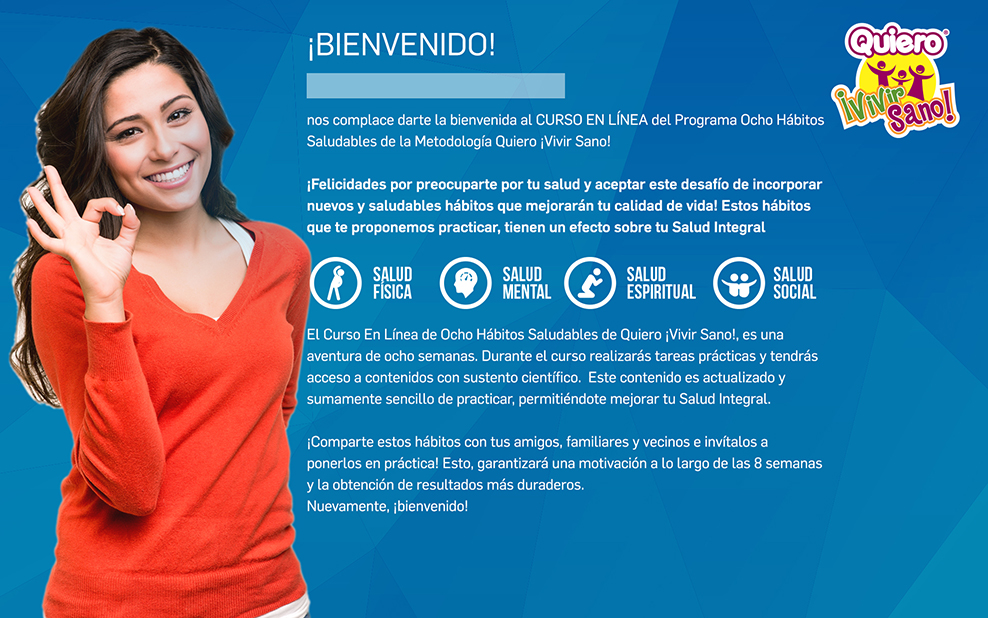 ¡BIENVENIDO!
Quiero
¡Vivir
Sano!
nos complace darte la bienvenida al CURSO EN LÍNEA del Programa Ocho Hábitos
Saludables de la Metodología Quiero ¡Vivir Sano!
¡Felicidades por preocuparte por tu salud y aceptar este desafío de incorporar
nuevos y saludables hábitos que mejorarán tu calidad de vida! Estos hábitos
que te proponemos practicar, tienen un efecto sobre tu Salud Integral
SALUD
FÍSICA
SALUD
MENTAL
SALUD
ESPIRITUAL
SALUD
SOCIAL
El Curso En Línea de Ocho Hábitos Saludables de Quiero ¡Vivir Sano!, es una
aventura de ocho semanas. Durante el curso realizarás tareas prácticas y tendrás
acceso a contenidos con sustento científico.  Este contenido es actualizado y
sumamente sencillo de practicar, permitiéndote mejorar tu Salud Integral.
¡Comparte estos hábitos con tus amigos, familiares y vecinos e invítalos a
ponerlos en práctica! Esto, garantizará una motivación a lo largo de las 8 semanas
y la obtención de resultados más duraderos.
Nuevamente, ¡bienvenido!